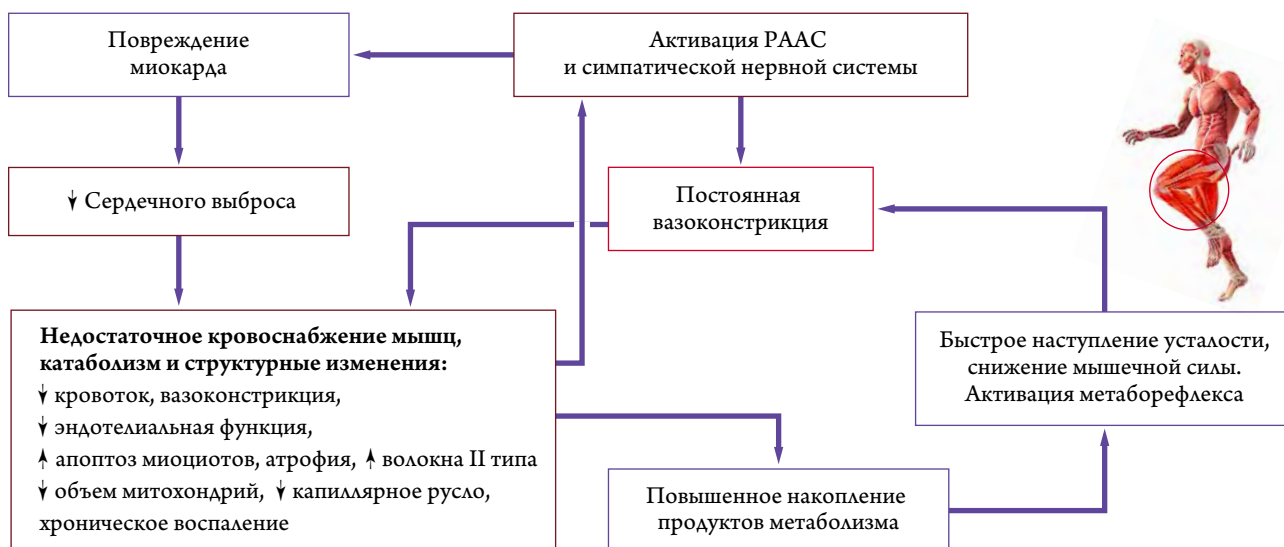 Повреждение
миокарда
Активация РААС
и симпатической нервной системы
↓ Сердечного выброса
Постоянная
вазоконстрикция
Недостаточное кровоснабжение мышц,
катаболизм и структурные изменения:
↓ кровоток, вазоконстрикция,
↓ эндотелиальная функция,
↑ апоптоз миоциотов, атрофия, ↑ волокна II типа
↓ объем митохондрий, ↓ капиллярное русло,
хроническое воспаление
Быстрое наступление усталости,
снижение мышечной силы.
Активация метаборефлекса
Повышенное накопление
продуктов метаболизма